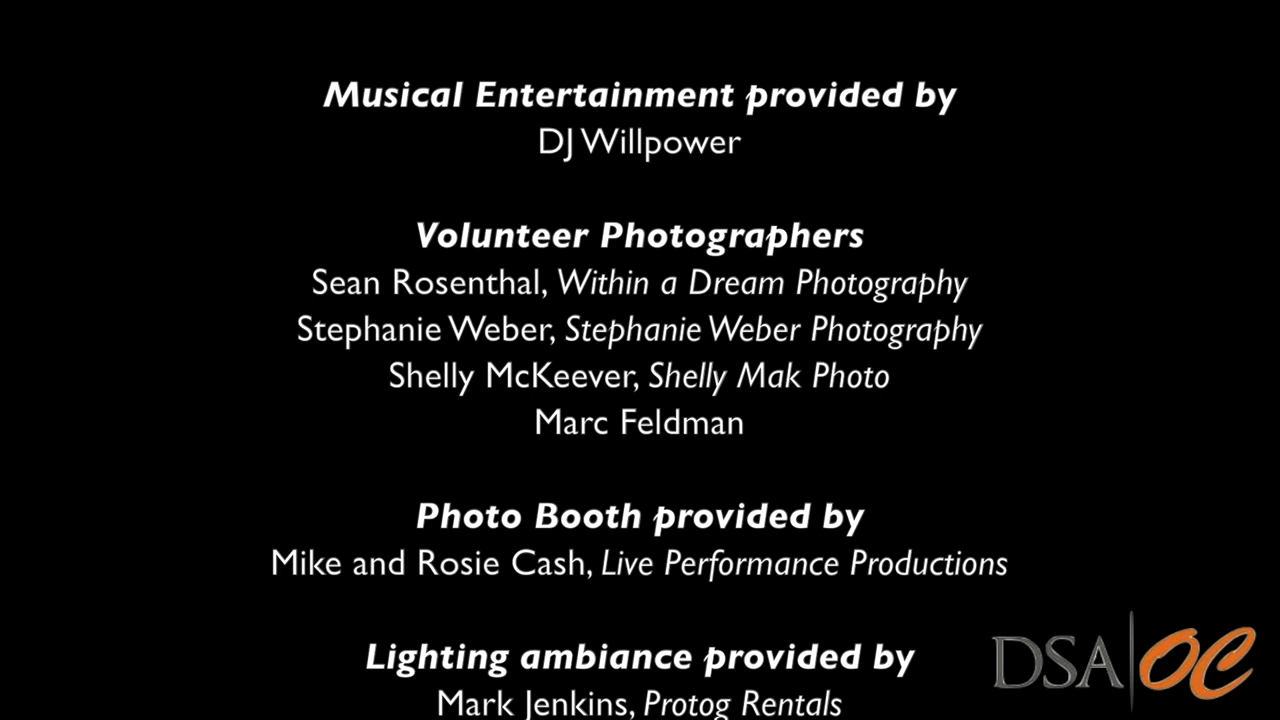 Musical Entertainment provided by
DJ Willpower
Volunteer Photographers
Sean Rosenthal, Within a Dream Photography
Stephanie Weber, Stephanie Weber Photography
Shelly McKeever, Shelly Mak Photo
Marc Feldman
Photo Booth provided by
Mike and Rosie Cash, Live Performance Productions
Lighting ambiance provided by
Mark Jenkins, Protog Rentals
DSA|OC